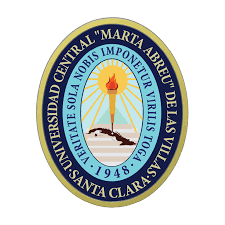 UNIVERSIDAD CENTRAL "MARTA ABREU" DE LAS VILLAS
VERITATE SOLA NOBIS IMPONETUR VIRILIS TOGA
· 1948 ·
·SANTA CLARA·